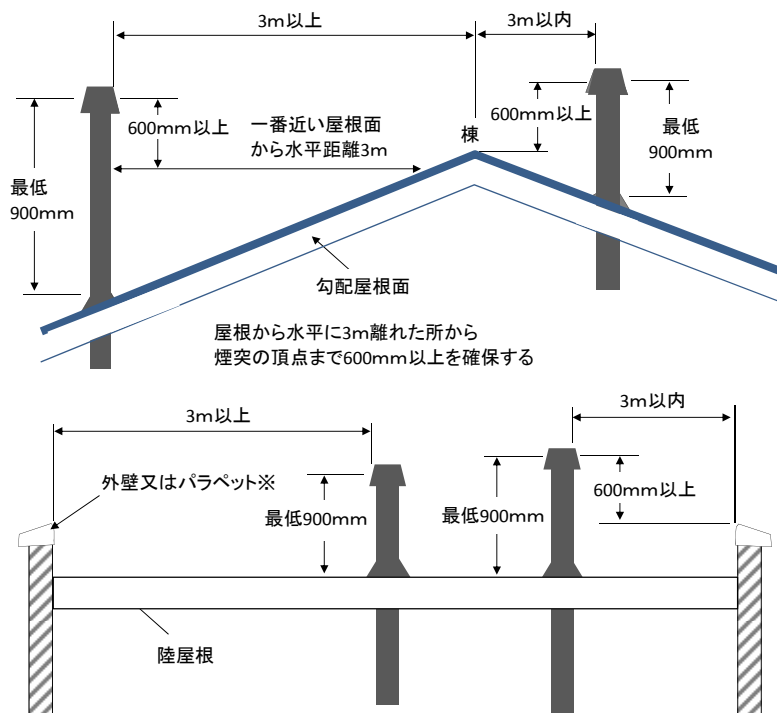 3m以上
3m以内
600mm以上
一番近い屋根面
から水平距離3m
600mm以上
棟
最低
900mm
最低
900mm
勾配屋根面
屋根から水平に3m離れた所から
煙突の頂点まで600mm以上を確保する
3m以上
3m以内
外壁又はパラペット※
最低900mm
最低900mm
600mm以上
陸屋根